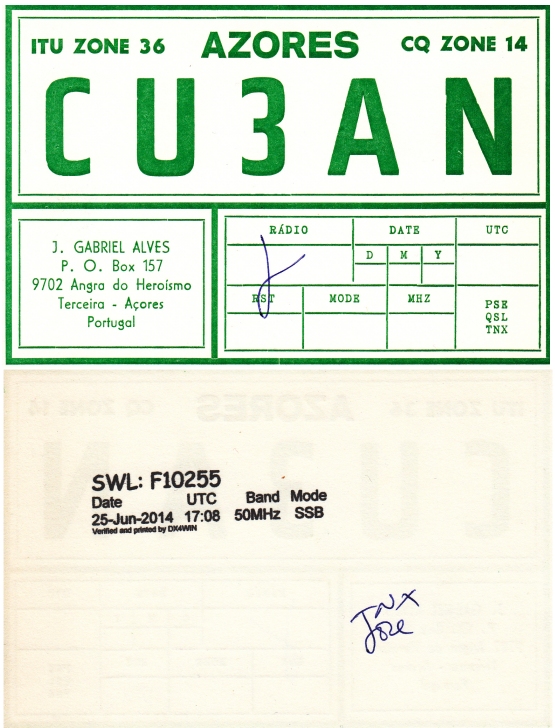 ITU ZONE 36 AZORES CQ ZONE 14
CU3AN
J. GABRIEL ALVES
P. O. Box 157
9702 Angra do Heroísmo
Terceira - Açores
Portugal
RÁDIO DATE UTC
D M Y
RST MODE MHZ
PSE
QSL
TNX
SWL: F10255
Date UTC Band Mode
25-Jun-2014 17:08 50MHz SSB
Verified and printed by DX4WIN
TNX
Jose